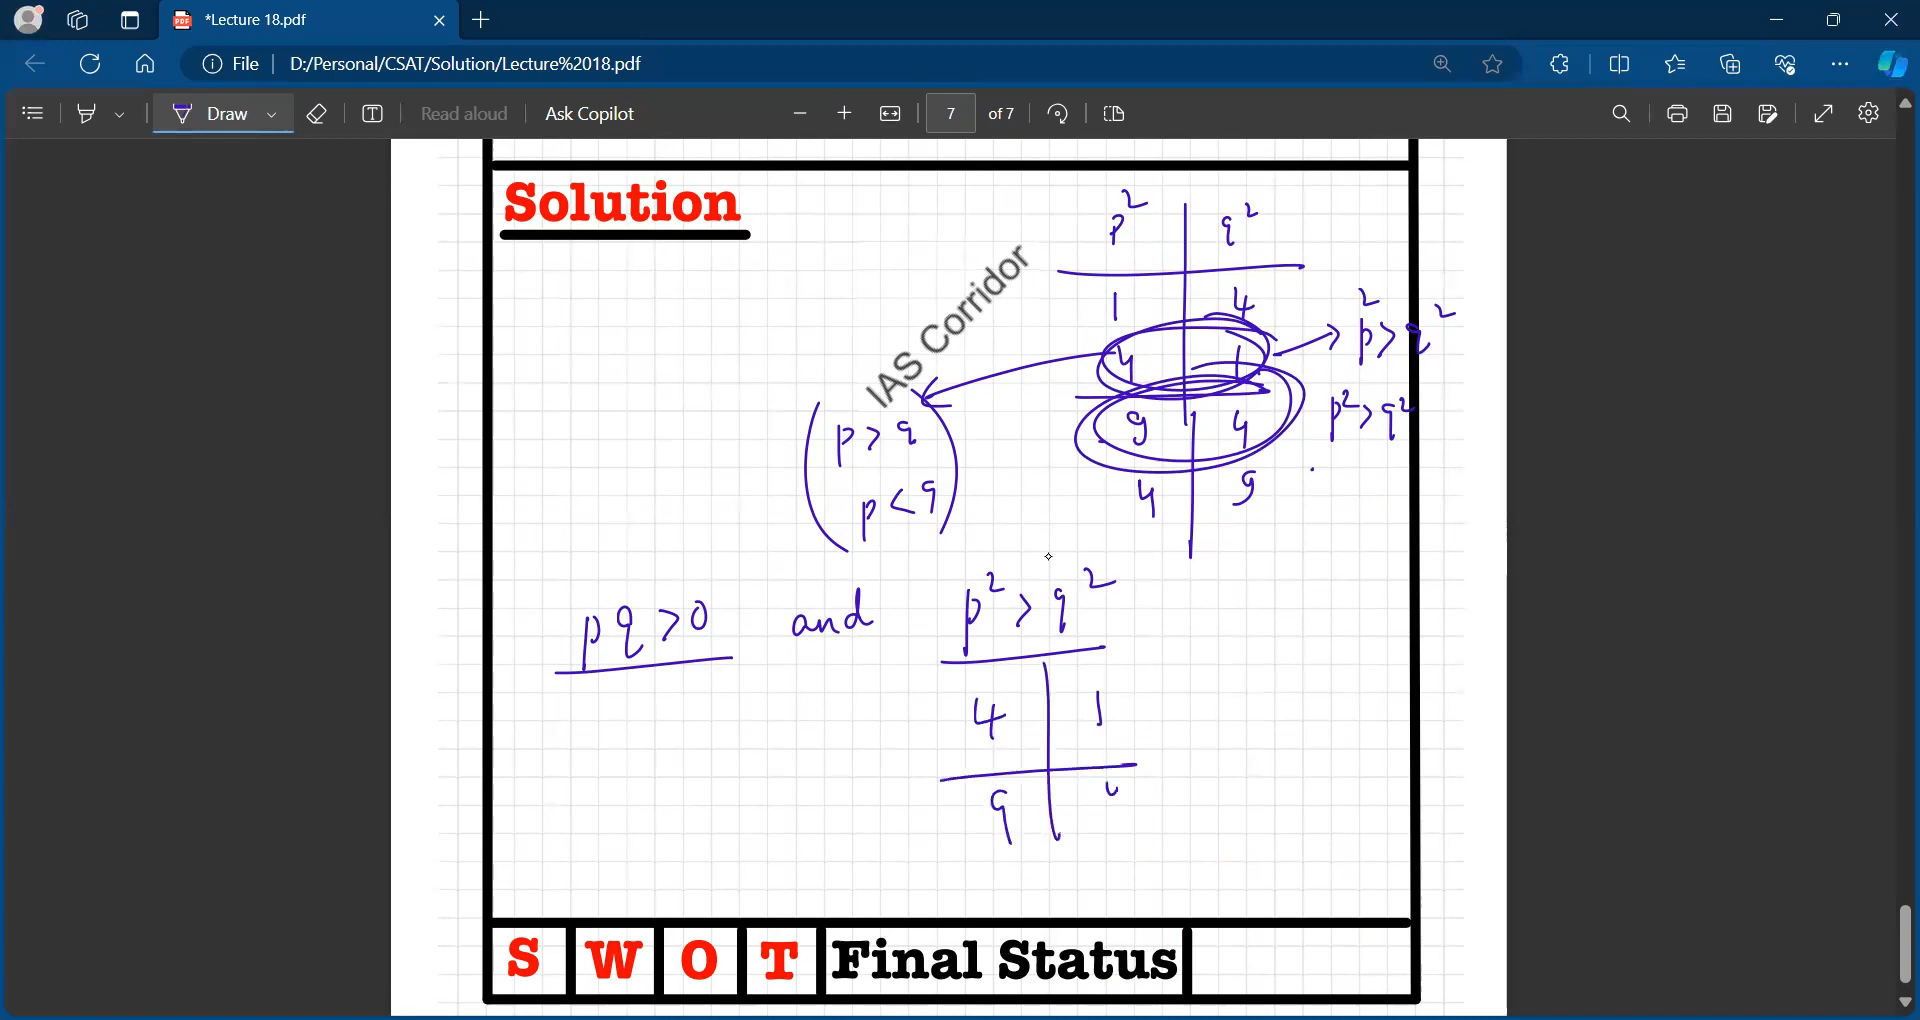 *Lecture 18.pdf
File
D:/Personal/CSAT/Solution/Lecture%2018.pdf
Draw
Read aloud
Ask Copilot
7 of 7
Solution
IAS Corridor
p² | q²
1 | 4
4 | 1 → p² > q²
9 | 4 p² > q²
4 | 9
p > q
p < q
pq > 0 and p² > q²
4 | 1
9
S W O T Final Status